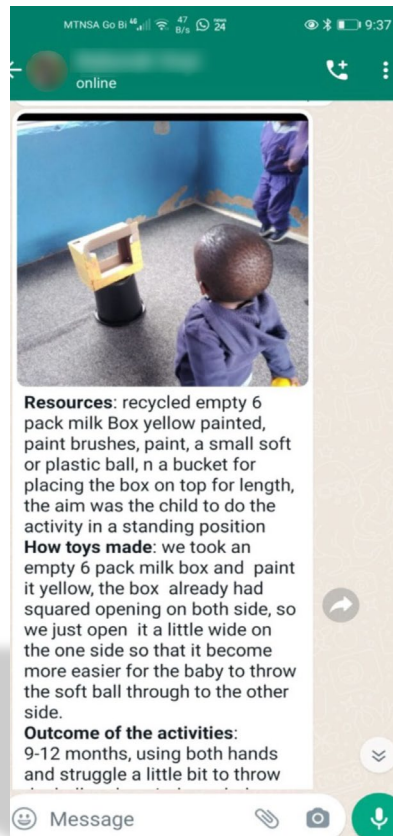 MTNSA Go Bi 4G 47 B/s 24 9:37
online
Resources: recycled empty 6
pack milk Box yellow painted,
paint brushes, paint, a small soft
or plastic ball, n a bucket for
placing the box on top for length,
the aim was the child to do the
activity in a standing position
How toys made: we took an
empty 6 pack milk box and paint
it yellow, the box already had
squared opening on both side, so
we just open it a little wide on
the one side so that it become
more easier for the baby to throw
the soft ball through to the other
side.
Outcome of the activities:
9-12 months, using both hands
and struggle a little bit to throw
Message